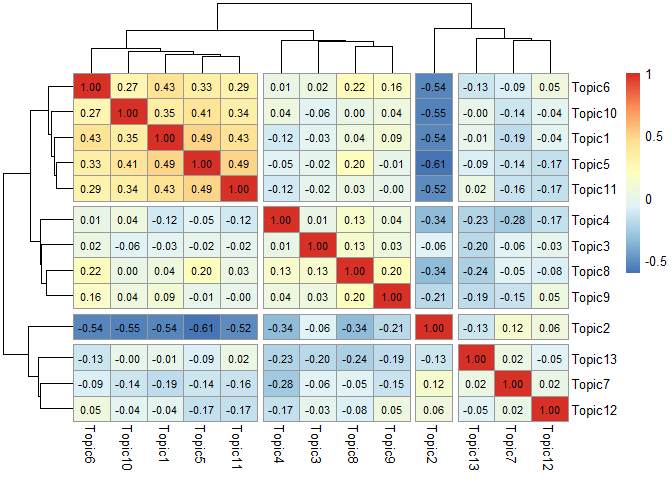 1.00 0.27 0.43 0.33 0.29 0.01 0.02 0.22 0.16 -0.54 -0.13 -0.09 0.05 Topic6
0.27 1.00 0.35 0.41 0.34 0.04 -0.06 0.00 0.04 -0.55 -0.00 -0.14 -0.04 Topic10
0.43 0.35 1.00 0.49 0.43 -0.12 -0.03 0.04 0.09 -0.54 -0.01 -0.19 -0.04 Topic1
0.33 0.41 0.49 1.00 0.49 -0.05 -0.02 0.20 -0.01 -0.61 -0.09 -0.14 -0.17 Topic5
0.29 0.34 0.43 0.49 1.00 -0.12 -0.02 0.03 -0.00 -0.52 0.02 -0.16 -0.17 Topic11
0.01 0.04 -0.12 -0.05 -0.12 1.00 0.01 0.13 0.04 -0.34 -0.23 -0.28 -0.17 Topic4
0.02 -0.06 -0.03 -0.02 -0.02 0.01 1.00 0.13 0.03 -0.06 -0.20 -0.06 -0.03 Topic3
0.22 0.00 0.04 0.20 0.03 0.13 0.13 1.00 0.20 -0.34 -0.24 -0.05 -0.08 Topic8
0.16 0.04 0.09 -0.01 -0.00 0.04 0.03 0.20 1.00 -0.21 -0.19 -0.15 0.05 Topic9
-0.54 -0.55 -0.54 -0.61 -0.52 -0.34 -0.06 -0.34 -0.21 1.00 -0.13 0.12 0.06 Topic2
-0.13 -0.00 -0.01 -0.09 0.02 -0.23 -0.20 -0.24 -0.19 -0.13 1.00 0.02 -0.05 Topic13
-0.09 -0.14 -0.19 -0.14 -0.16 -0.28 -0.06 -0.05 -0.15 0.12 0.02 1.00 0.02 Topic7
0.05 -0.04 -0.04 -0.17 -0.17 -0.17 -0.03 -0.08 0.05 0.06 -0.05 0.02 1.00 Topic12
Topic6 Topic10 Topic1 Topic5 Topic11 Topic4 Topic3 Topic8 Topic9 Topic2 Topic13 Topic7 Topic12
1
0.5
0
-0.5